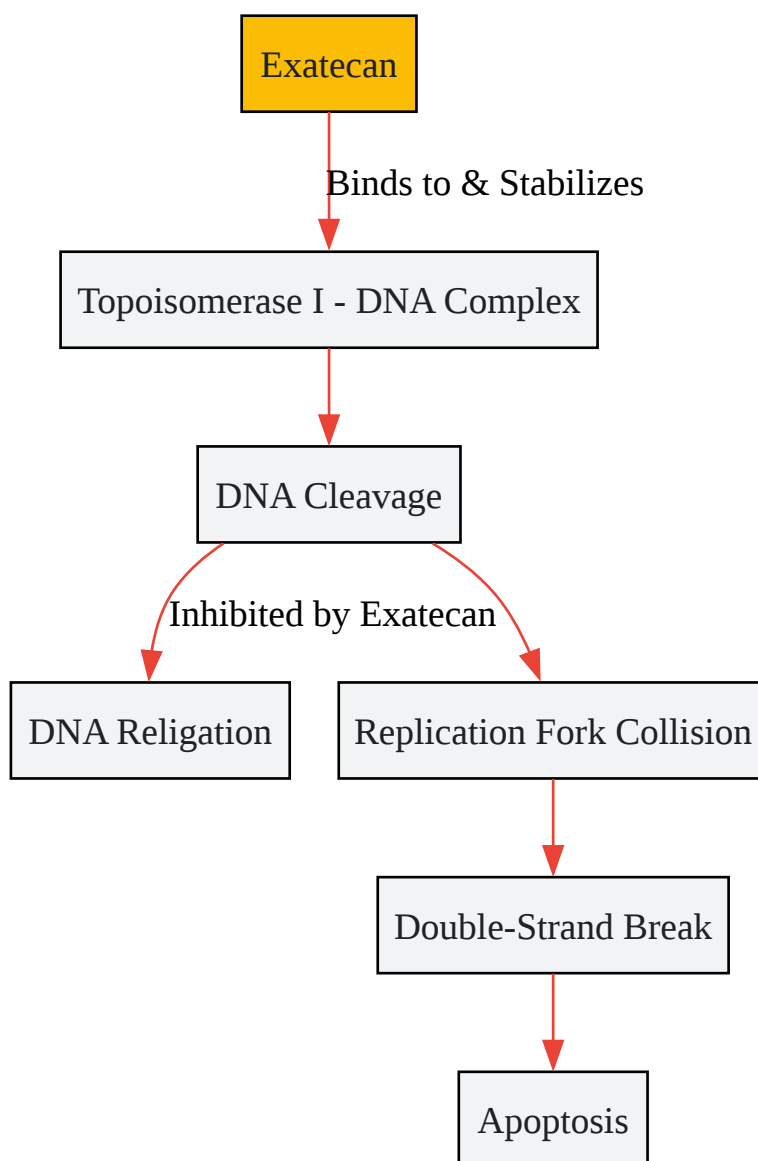 Exatecan
Binds to & Stabilizes
Topoisomerase I - DNA Complex
DNA Cleavage
Inhibited by Exatecan
DNA Religation
Replication Fork Collision
Double-Strand Break
Apoptosis